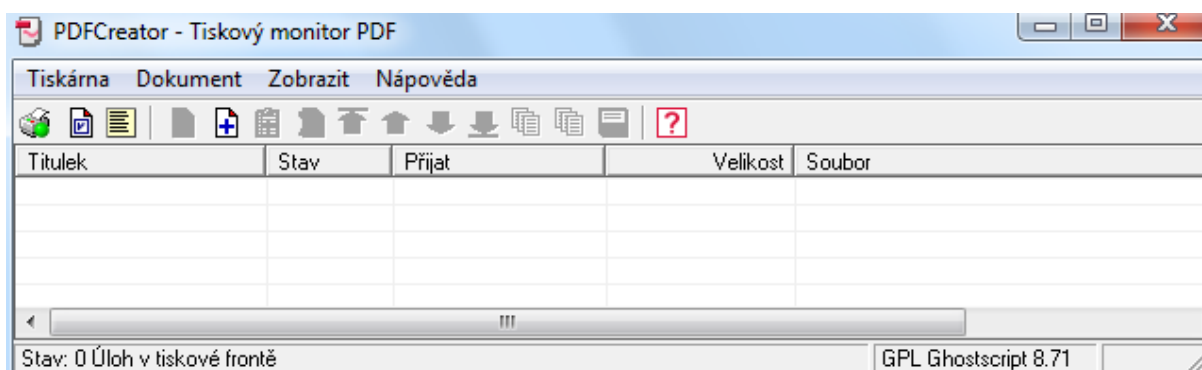 PDFCreator - Tiskový monitor PDF
Tiskárna Dokument Zobrazit Nápověda
Titulek Stav Přijat Velikost Soubor
Stav: 0 Úloh v tiskové frontě GPL Ghostscript 8.71